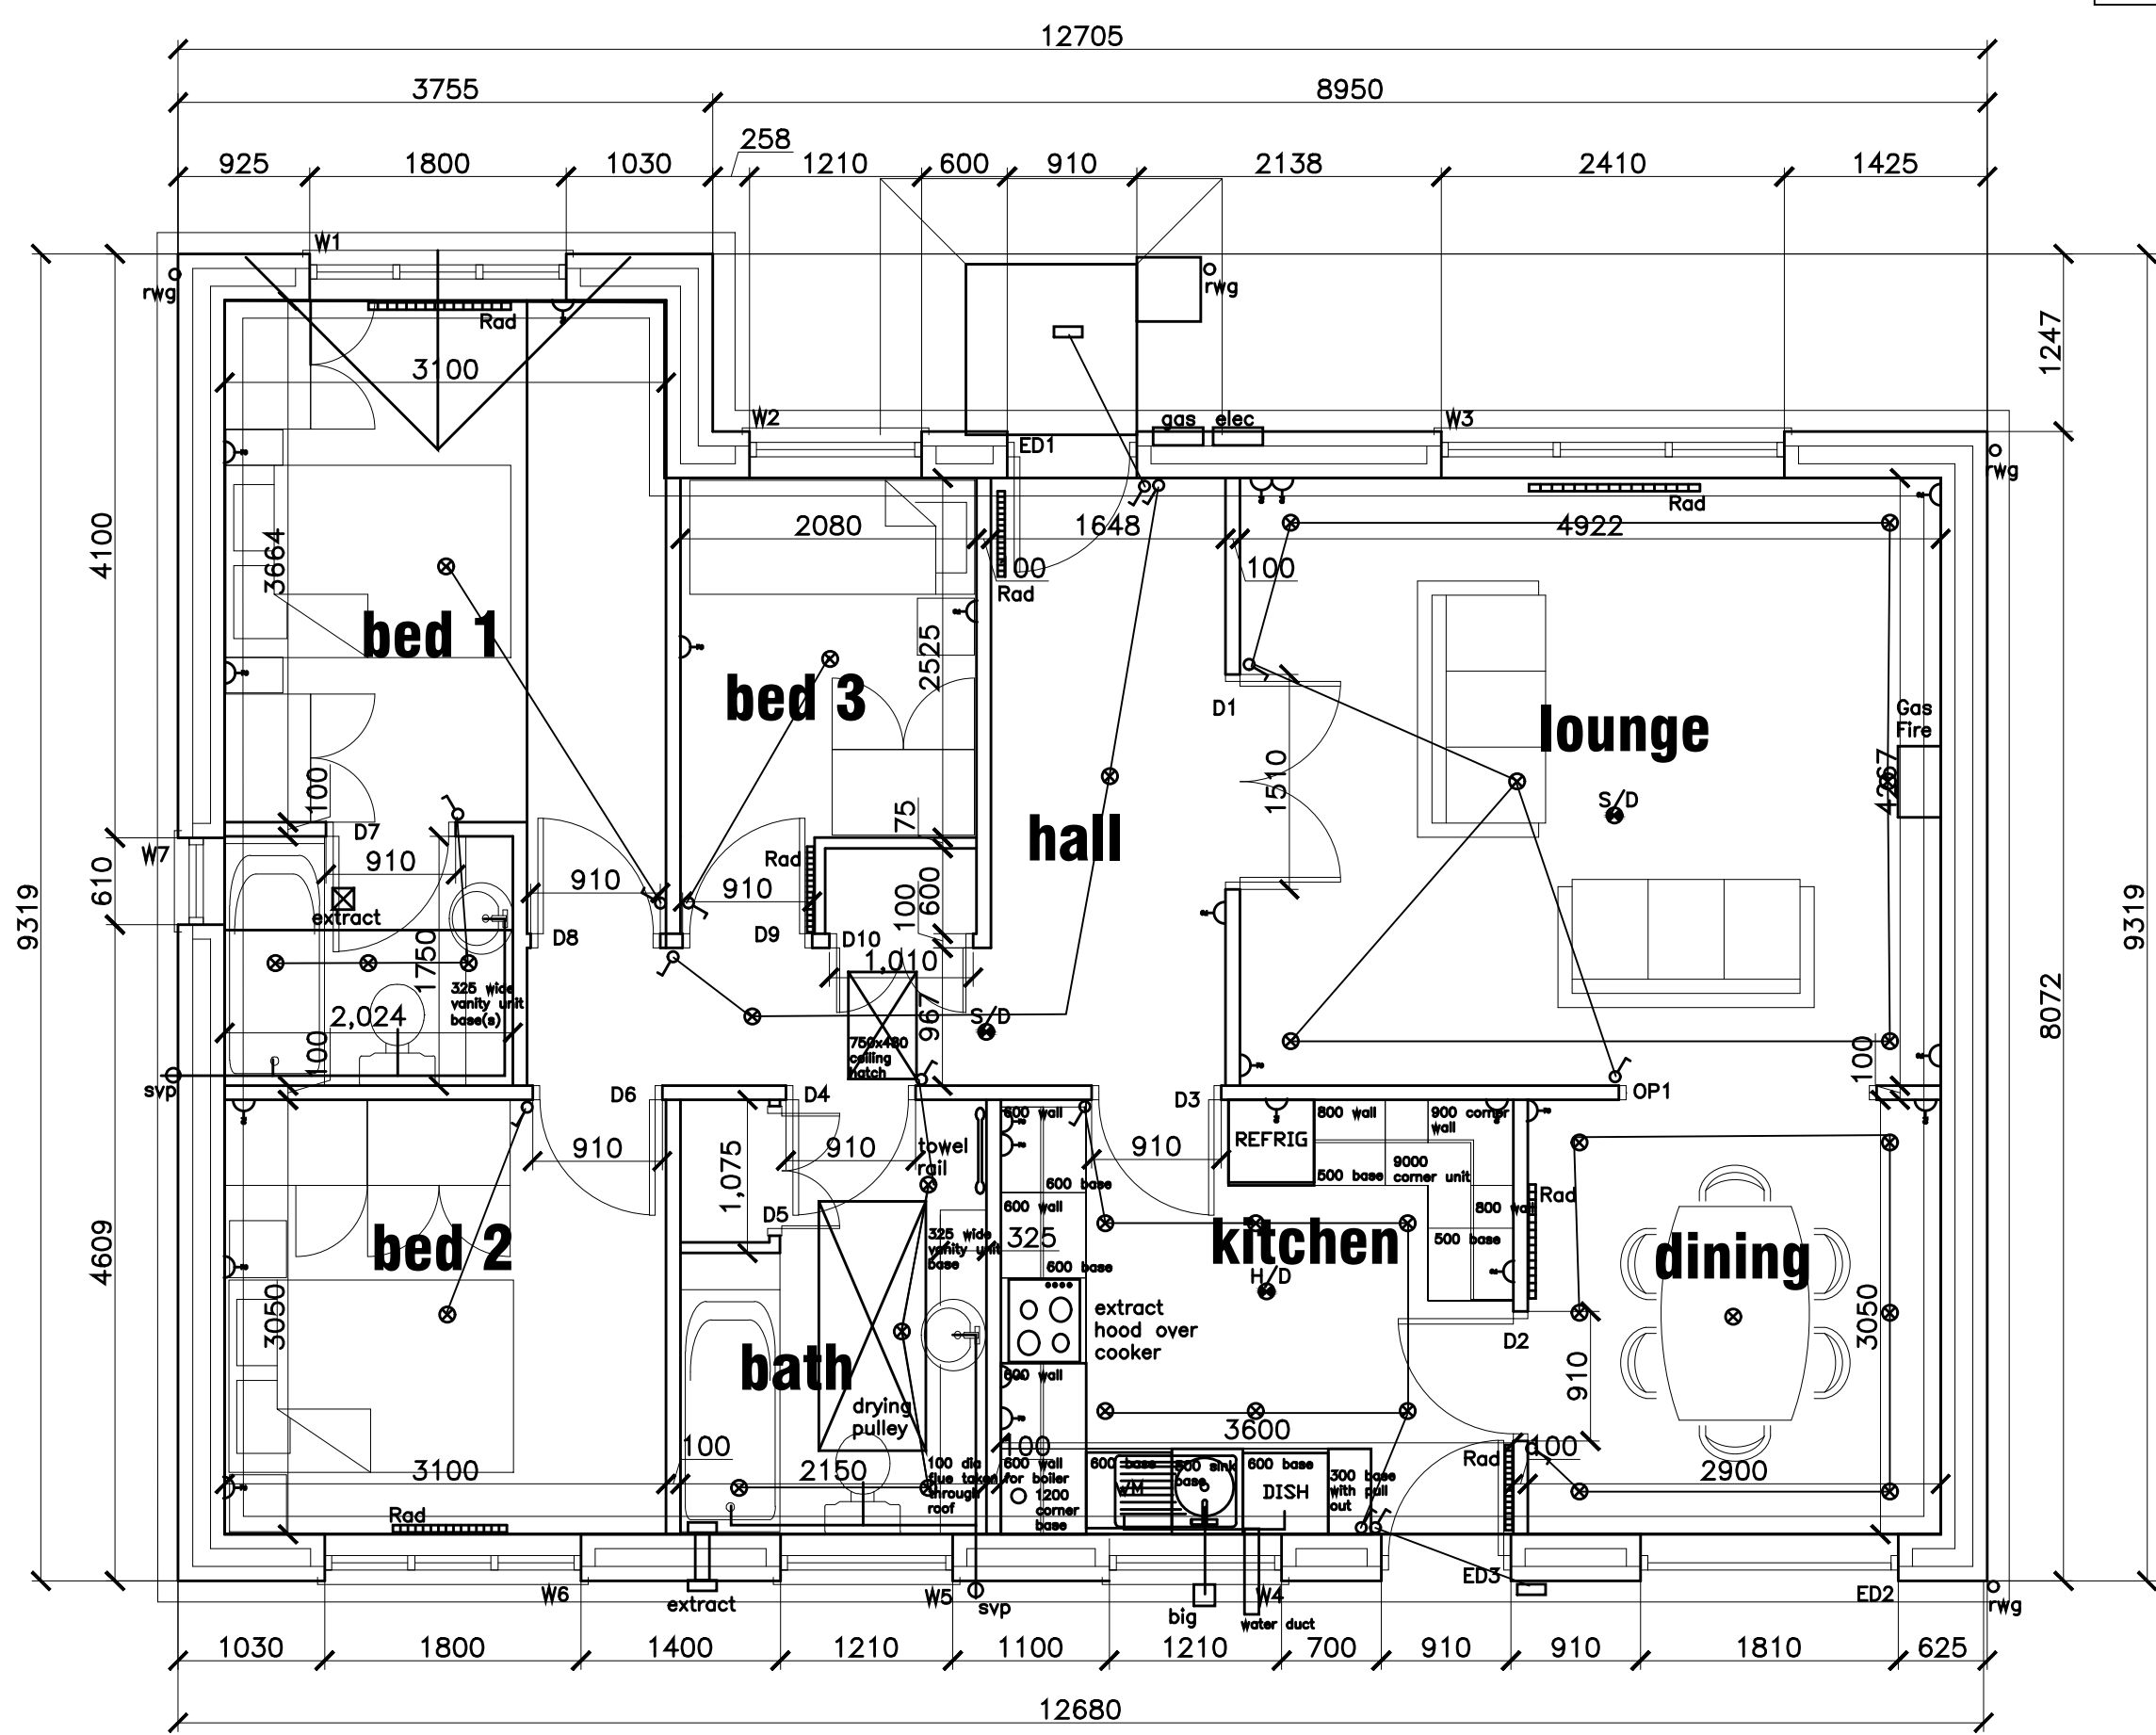 12705
3755
8950
258
925
1800
1030
1210
600
910
2138
2410
1425
W1
rwg
Rad
rwg
3100
1247
W2
gas
elec
W3
ED1
rwg
Rad
2080
1648
4922
100
Rad
4100
3664
bed 1
2525
bed 3
D1
lounge
Gas
Fire
1510
4267
S/D
100
75
hall
D7
W7
Rad
910
910
910
610
600
100
extract
9319
9319
D8
D9
D10
1,010
1750
325 wide
vanity unit
base(s)
2,024
967
S/D
8072
750x480
ceiling
hatch
100
100
svp
D6
D4
D3
OP1
600 wall
800 wall
900 corner
wall
REFRIG
910
910
910
towel
rail
500 base
9000
corner unit
600 base
1,075
600 wall
800 wall
Rad
D5
325 wide
vanity unit
base
325
500 base
600 base
4609
bed 2
kitchen
dining
H/D
3050
extract
hood over
cooker
3050
D2
bath
600 wall
910
drying
pulley
3600
100
100
100
Rad
3100
2150
100 dia
flue taken
through
roof
600 wall
for boiler
1200
corner
base
600 base
W/M
500 sink
base
600 base
DISH
300 base
with pull
out
2900
Rad
W6
extract
W5
svp
big
W4
water duct
ED3
ED2
rwg
1030
1800
1400
1210
1100
1210
700
910
910
1810
625
12680